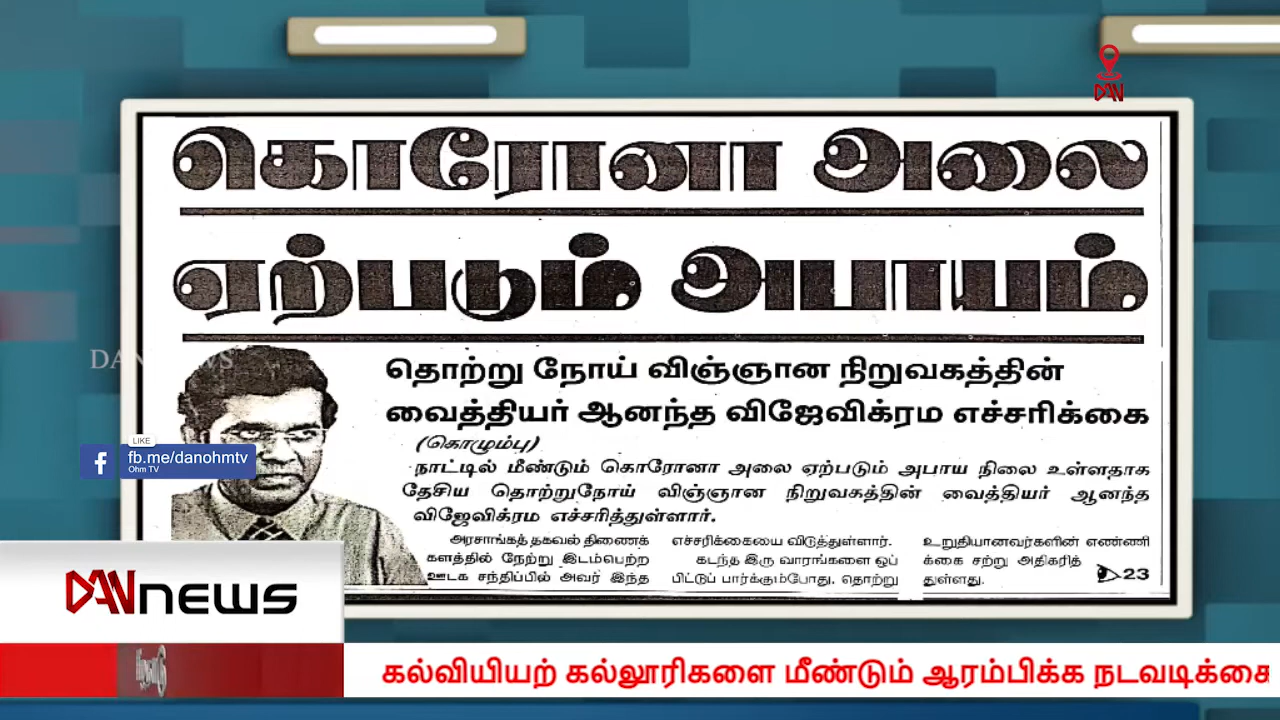 DAN
கொரோனா அலை
ஏற்படும் அபாயம்
தொற்று நோய் விஞ்ஞான நிறுவகத்தின்
வைத்தியர் ஆனந்த விஜேவிக்ரம எச்சரிக்கை
(கொழும்பு)
நாட்டில் மீண்டும் கொரோனா அலை ஏற்படும் அபாய நிலை உள்ளதாக
தேசிய தொற்றுநோய் விஞ்ஞான நிறுவகத்தின் வைத்தியர் ஆனந்த
விஜேவிக்ரம எச்சரித்துள்ளார்.
அரசாங்கத் தகவல் திணைக்
களத்தில் நேற்று இடம்பெற்ற
ஊடக சந்திப்பில் அவர் இந்த
எச்சரிக்கையை விடுத்துள்ளார்.
கடந்த இரு வாரங்களை ஒப்
பிட்டுப் பார்க்கும்போது, தொற்று
உறுதியானவர்களின் எண்ணி
க்கை சற்று அதிகரித்
துள்ளது.
23
DAN NEWS
LIKE
fb.me/danohmtv
Ohm TV
DAN news
கல்வியியற் கல்லூரிகளை மீண்டும் ஆரம்பிக்க நடவடிக்கை